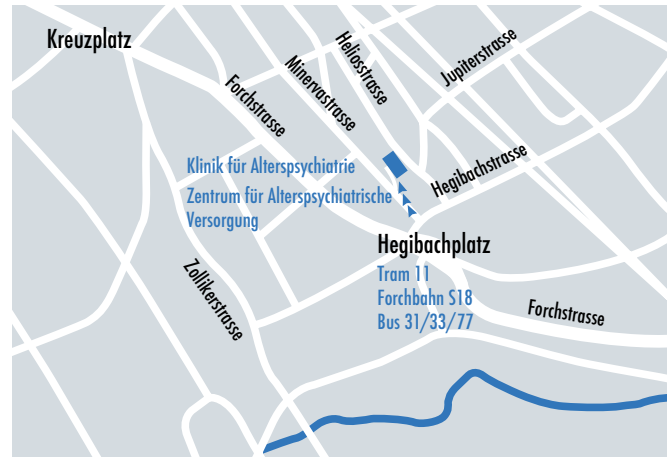 Kreuzplatz
Forchstrasse
Minervastrasse
Heliosstrasse
Jupiterstrasse
Klinik für Alterspsychiatrie
Zentrum für Alterspsychiatrische
Versorgung
Hegibachstrasse
Hegibachplatz
Tram 11
Forchbahn S18
Bus 31/33/77
Zollikerstrasse
Forchstrasse